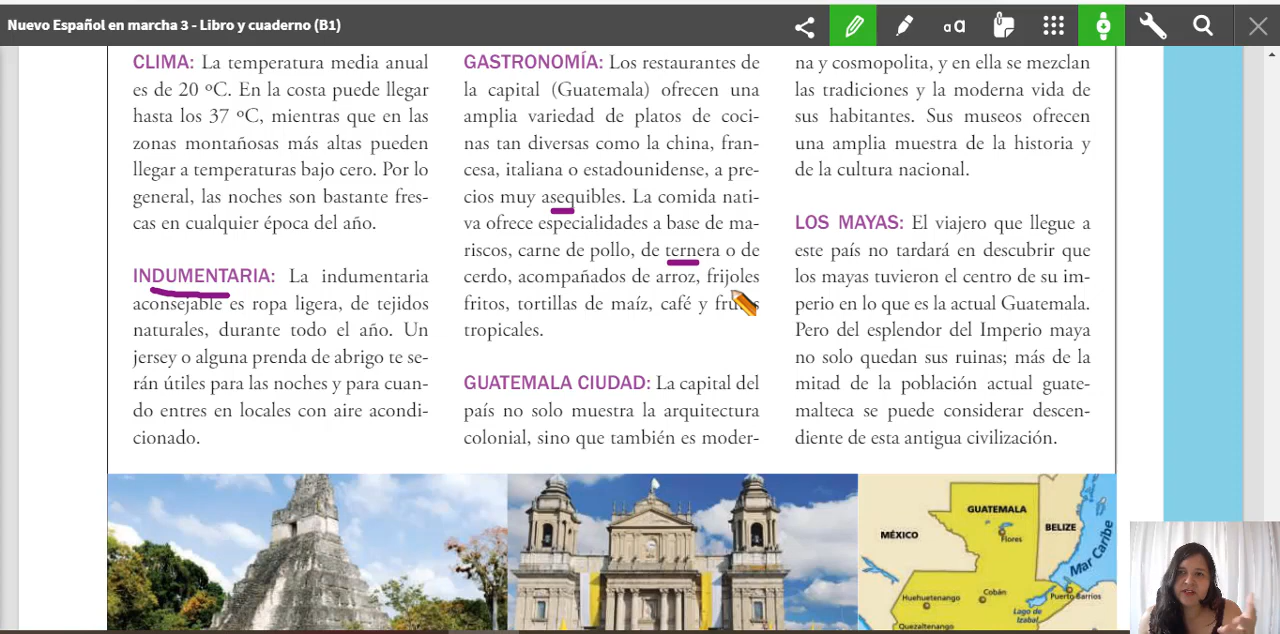 Nuevo Español en marcha 3 - Libro y cuaderno (B1)
aA
CLIMA: La temperatura media anual
es de 20 ºC. En la costa puede llegar
hasta los 37 ºC, mientras que en las
zonas montañosas más altas pueden
llegar a temperaturas bajo cero. Por lo
general, las noches son bastante fres-
cas en cualquier época del año.
INDUMENTARIA: La indumentaria
aconsejable es ropa ligera, de tejidos
naturales, durante todo el año. Un
jersey o alguna prenda de abrigo te se-
rán útiles para las noches y para cuan-
do entres en locales con aire acondi-
cionado.
GASTRONOMÍA: Los restaurantes de
la capital (Guatemala) ofrecen una
amplia variedad de platos de coci-
nas tan diversas como la china, fran-
cesa, italiana o estadounidense, a pre-
cios muy asequibles. La comida nati-
va ofrece especialidades a base de ma-
riscos, carne de pollo, de ternera o de
cerdo, acompañados de arroz, frijoles
fritos, tortillas de maíz, café y frutas
tropicales.
GUATEMALA CIUDAD: La capital del
país no solo muestra la arquitectura
colonial, sino que también es moder-
na y cosmopolita, y en ella se mezclan
las tradiciones y la moderna vida de
sus habitantes. Sus museos ofrecen
una amplia muestra de la historia y
de la cultura nacional.
LOS MAYAS: El viajero que llegue a
este país no tardará en descubrir que
los mayas tuvieron el centro de su im-
perio en lo que es la actual Guatemala.
Pero del esplendor del Imperio maya
no solo quedan sus ruinas; más de la
mitad de la población actual guate-
malteca se puede considerar descen-
diente de esta antigua civilización.
GUATEMALA
MÉXICO
BELIZE
Flores
Mar Caribe
Huehuetenango
Cobán
Puerto Barrios
Lago de
Izabal
Quezaltenango